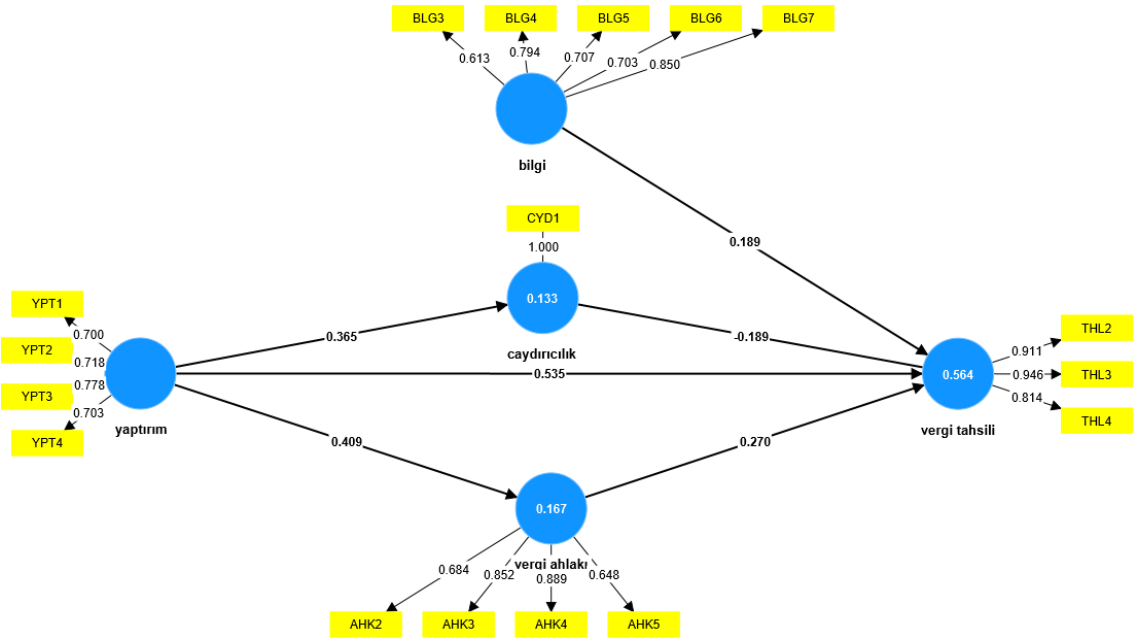 BLG3 BLG4 BLG5 BLG6 BLG7
0.613 0.794 0.707 0.703 0.850
bilgi
CYD1
1.000
0.189
0.133
caydırıcılık
YPT1
YPT2
YPT3
YPT4
0.700
0.718
0.778
0.703
yaptırım
0.365
-0.189
0.535
0.409
0.270
0.564
vergi tahsili
THL2
THL3
THL4
0.911
0.946
0.814
0.167
vergi ahlakı
0.684 0.852 0.889 0.648
AHK2 AHK3 AHK4 AHK5